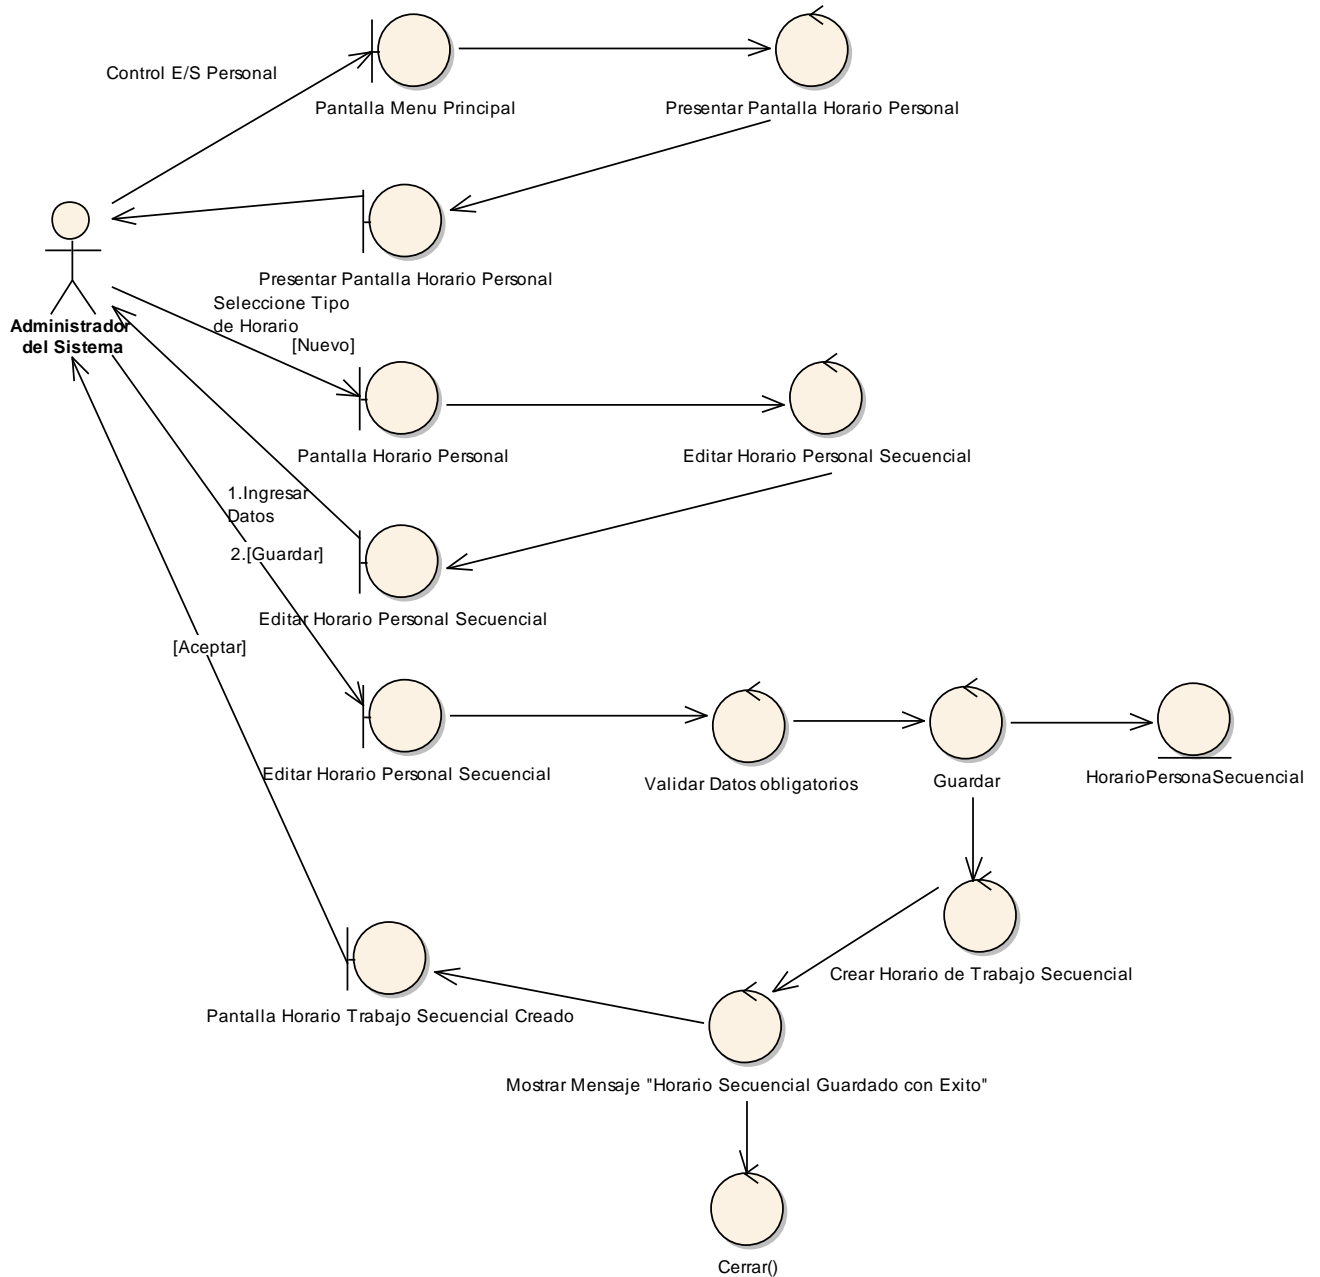 Control E/S Personal
Pantalla Menu Principal
Presentar Pantalla Horario Personal
Presentar Pantalla Horario Personal
Seleccione Tipo
de Horario
[Nuevo]
Administrador
del Sistema
Pantalla Horario Personal
Editar Horario Personal Secuencial
1.Ingresar
Datos
2.[Guardar]
Editar Horario Personal Secuencial
[Aceptar]
Editar Horario Personal Secuencial
Validar Datos obligatorios
Guardar
HorarioPersonaSecuencial
Crear Horario de Trabajo Secuencial
Pantalla Horario Trabajo Secuencial Creado
Mostrar Mensaje "Horario Secuencial Guardado con Exito"
Cerrar()